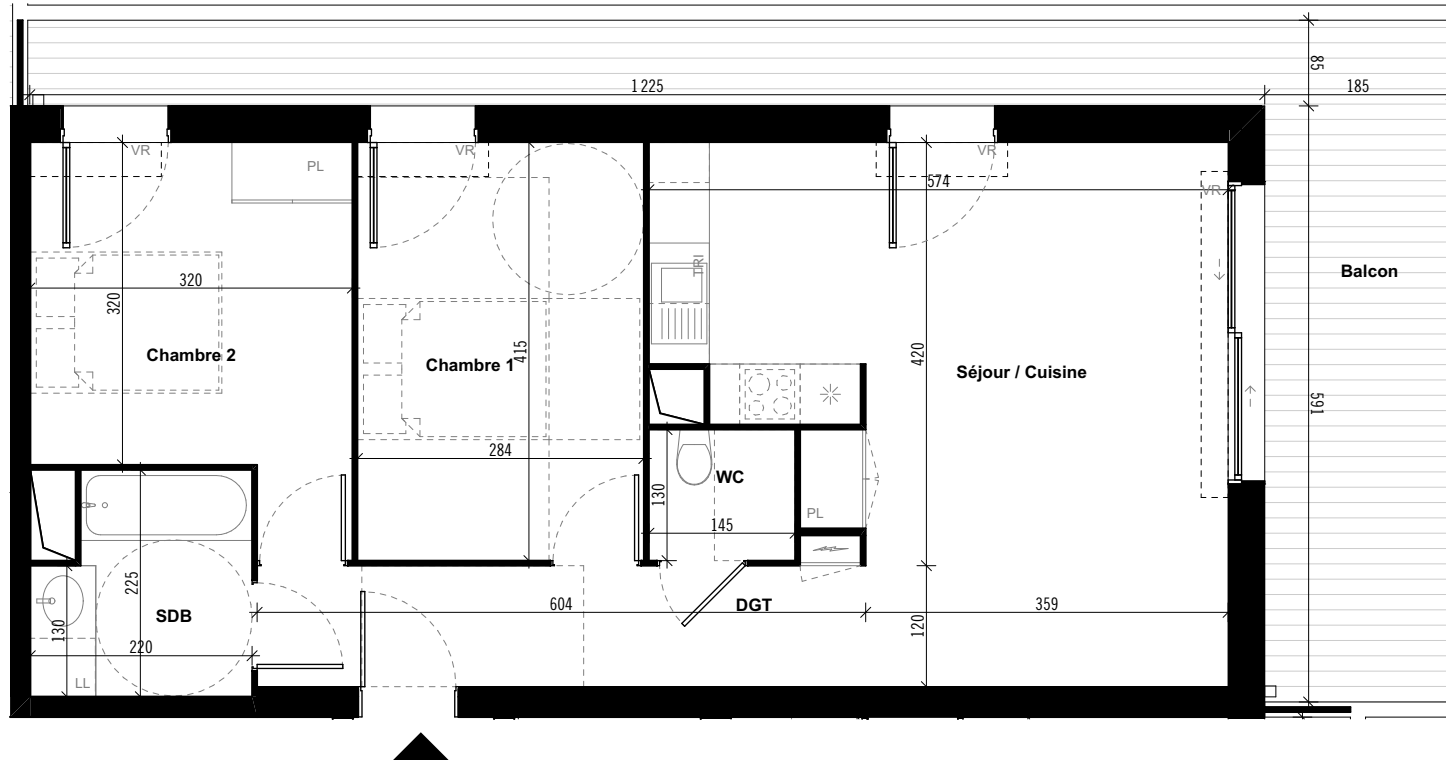 85
1 225
185
VR
PL
VR
VR
574
VR
TRI
Balcon
320
320
Chambre 2
Chambre 1
415
420
Séjour / Cuisine
591
284
WC
130
145
PL
225
SDB
130
220
LL
604
DGT
359
120